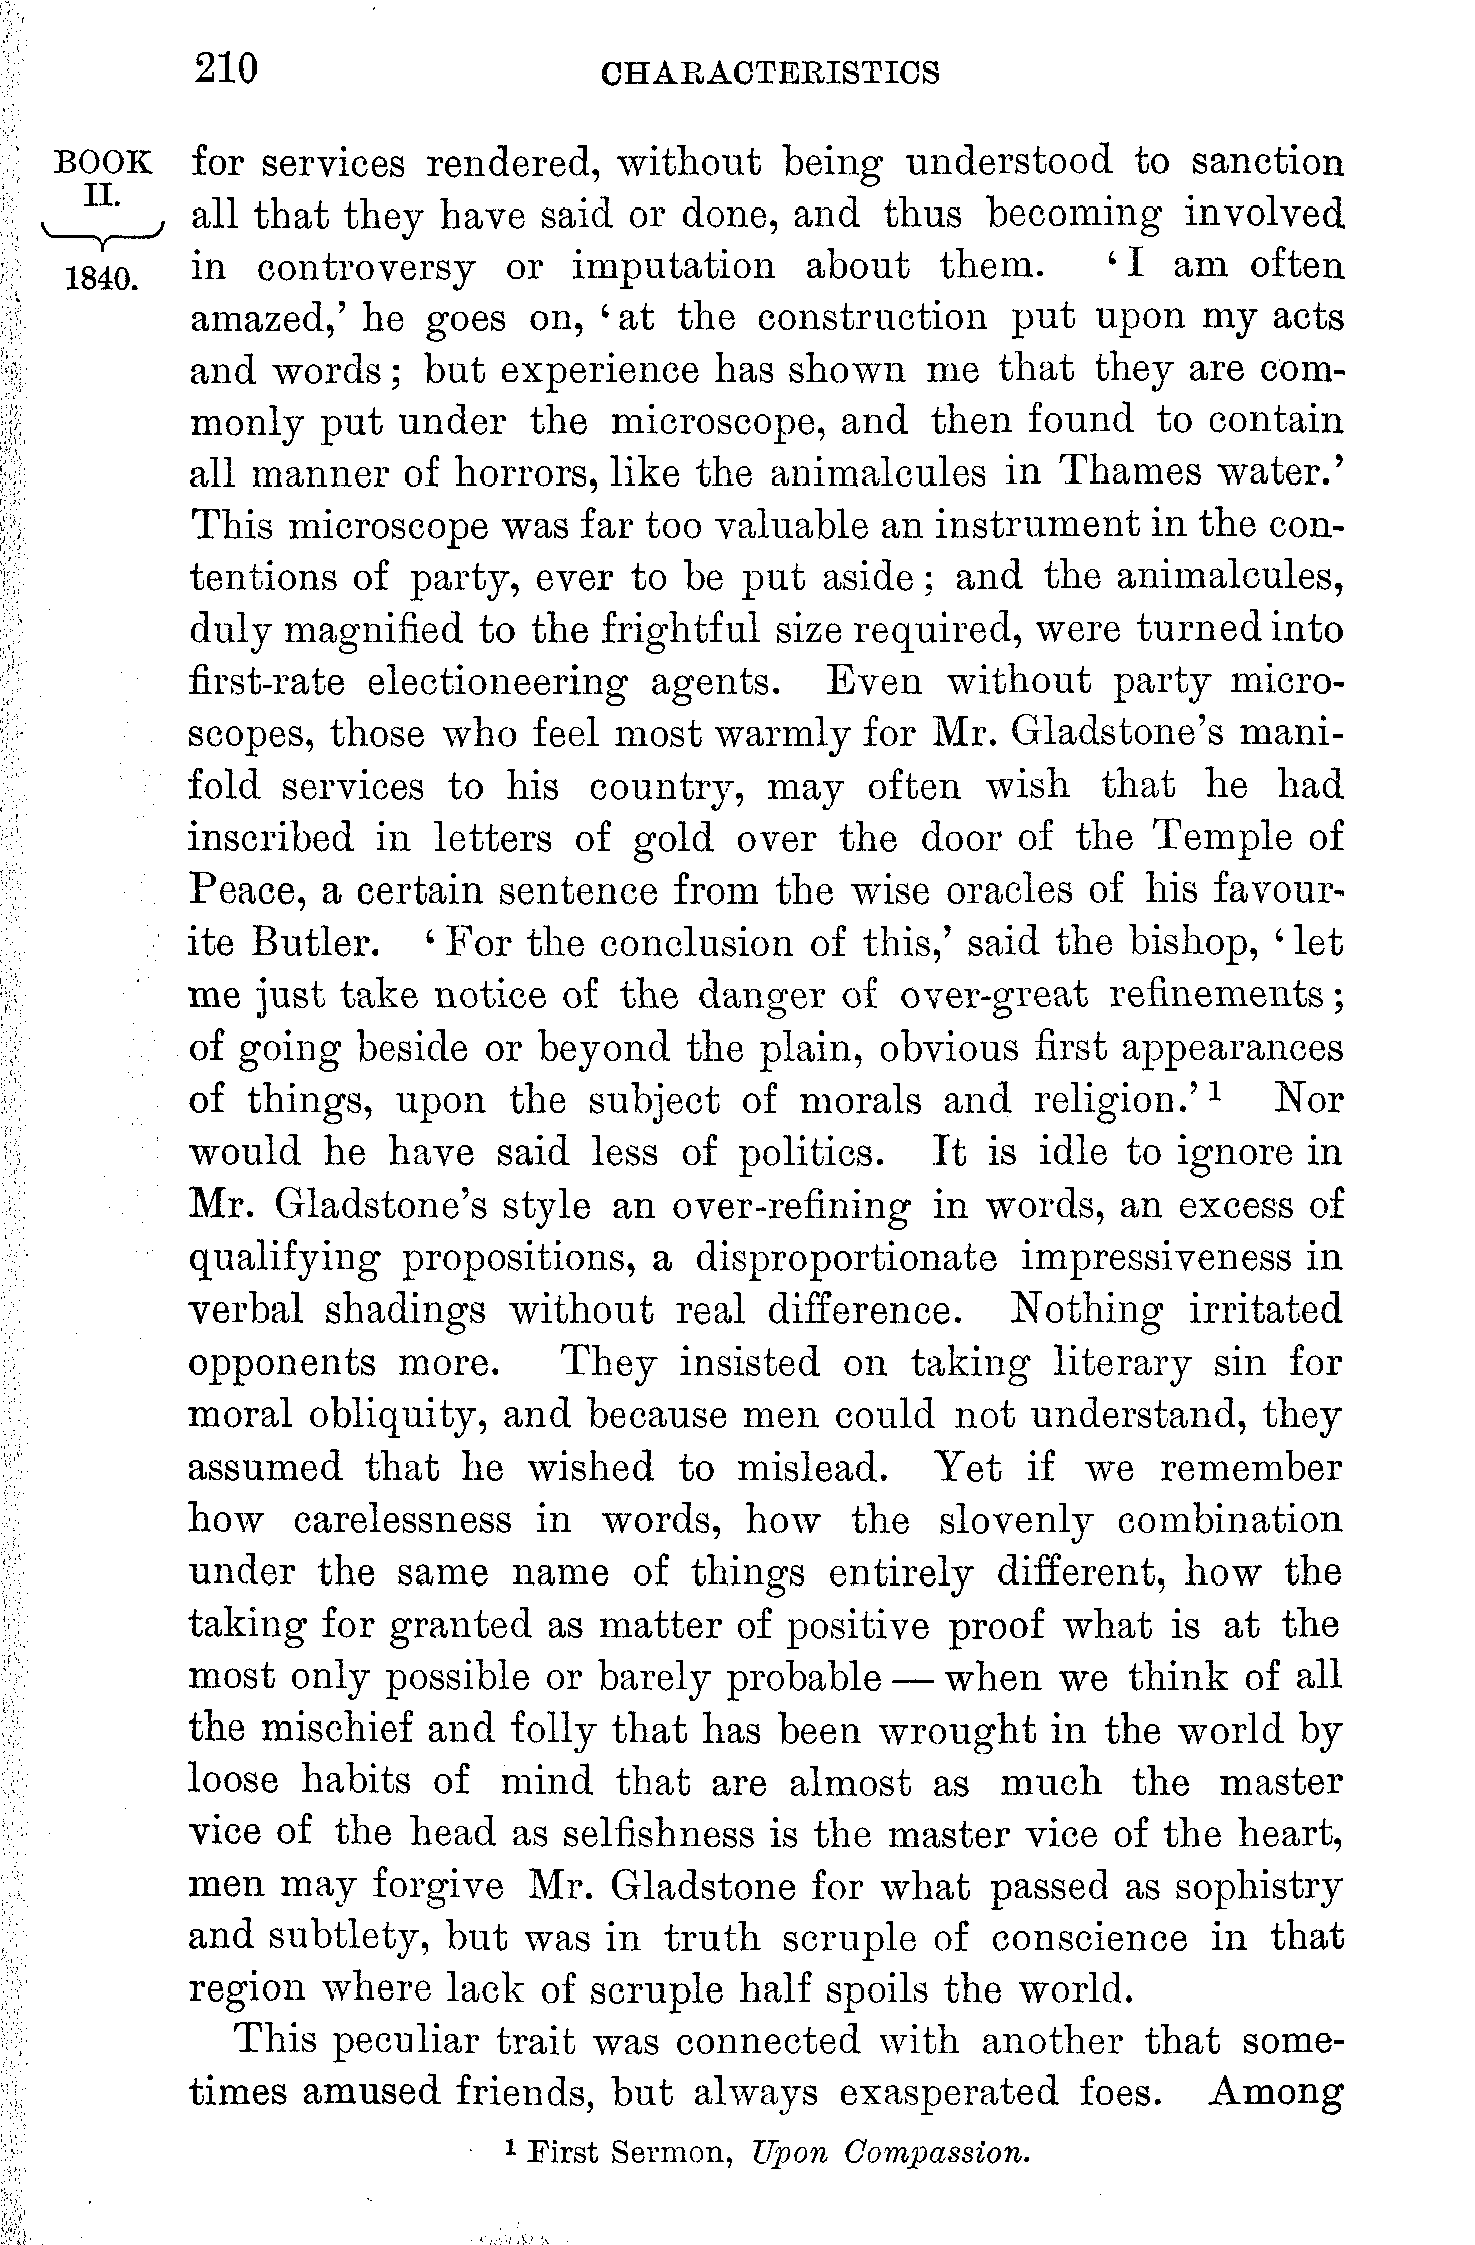 210 CHARACTERISTICS
BOOK
II.
1840.
for services rendered, without being understood to sanction
all that they have said or done, and thus becoming involved
in controversy or imputation about them. ‘I am often
amazed,’ he goes on, ‘at the construction put upon my acts
and words; but experience has shown me that they are com-
monly put under the microscope, and then found to contain
all manner of horrors, like the animalcules in Thames water.’
This microscope was far too valuable an instrument in the con-
tentions of party, ever to be put aside; and the animalcules,
duly magnified to the frightful size required, were turned into
first-rate electioneering agents. Even without party micro-
scopes, those who feel most warmly for Mr. Gladstone’s mani-
fold services to his country, may often wish that he had
inscribed in letters of gold over the door of the Temple of
Peace, a certain sentence from the wise oracles of his favour-
ite Butler. ‘For the conclusion of this,’ said the bishop, ‘let
me just take notice of the danger of over-great refinements;
of going beside or beyond the plain, obvious first appearances
of things, upon the subject of morals and religion.’ 1 Nor
would he have said less of politics. It is idle to ignore in
Mr. Gladstone’s style an over-refining in words, an excess of
qualifying propositions, a disproportionate impressiveness in
verbal shadings without real difference. Nothing irritated
opponents more. They insisted on taking literary sin for
moral obliquity, and because men could not understand, they
assumed that he wished to mislead. Yet if we remember
how carelessness in words, how the slovenly combination
under the same name of things entirely different, how the
taking for granted as matter of positive proof what is at the
most only possible or barely probable — when we think of all
the mischief and folly that has been wrought in the world by
loose habits of mind that are almost as much the master
vice of the head as selfishness is the master vice of the heart,
men may forgive Mr. Gladstone for what passed as sophistry
and subtlety, but was in truth scruple of conscience in that
region where lack of scruple half spoils the world.
This peculiar trait was connected with another that some-
times amused friends, but always exasperated foes. Among
1 First Sermon, Upon Compassion.